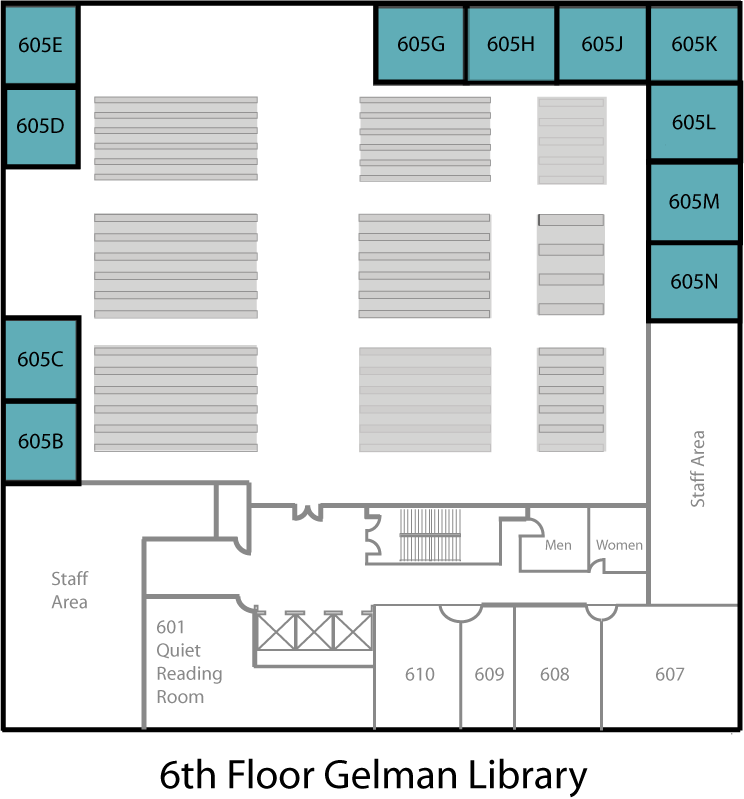 605E
605G
605H
605J
605K
605D
605L
605M
605N
605C
605B
Staff Area
Men
Women
Staff
Area
601
Quiet
Reading
Room
610
609
608
607
6th Floor Gelman Library